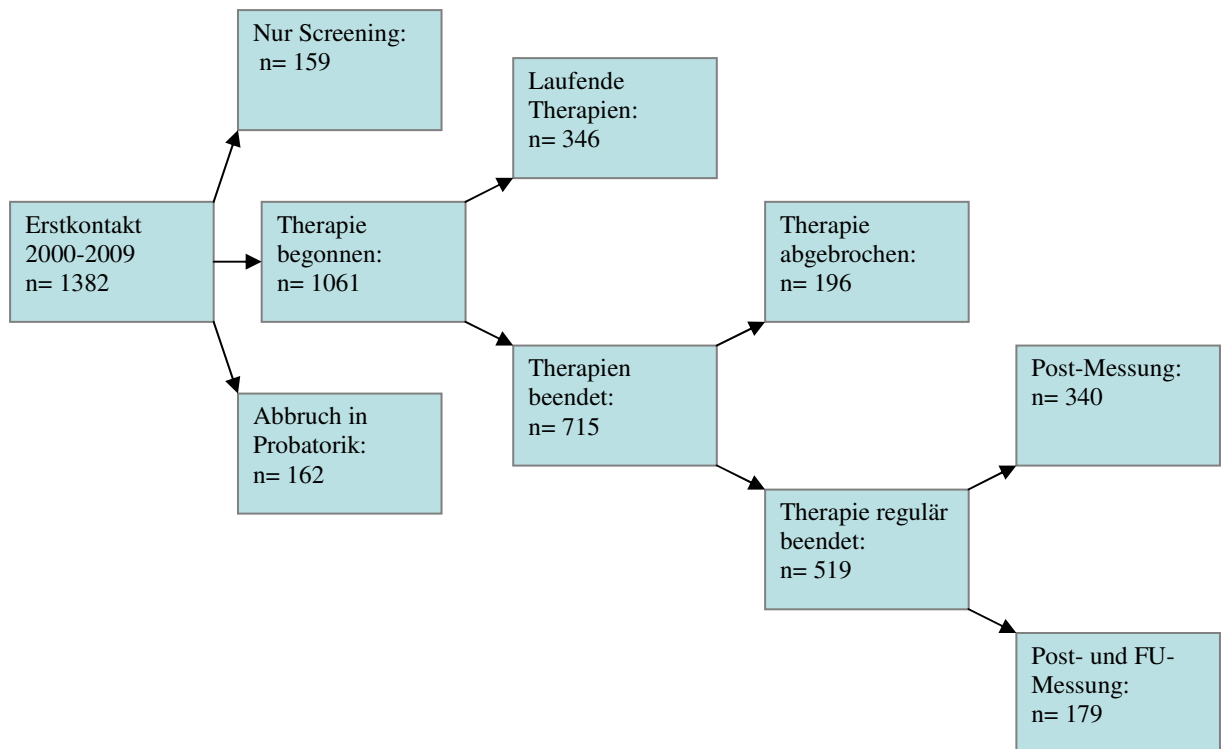 Nur Screening:
n= 159
Laufende
Therapien:
n= 346
Erstkontakt
2000-2009
n= 1382
Therapie
begonnen:
n= 1061
Therapie
abgebrochen:
n= 196
Therapien
beendet:
n= 715
Post-Messung:
n= 340
Abbruch in
Probatorik:
n= 162
Therapie regulär
beendet:
n= 519
Post- und FU-
Messung:
n= 179